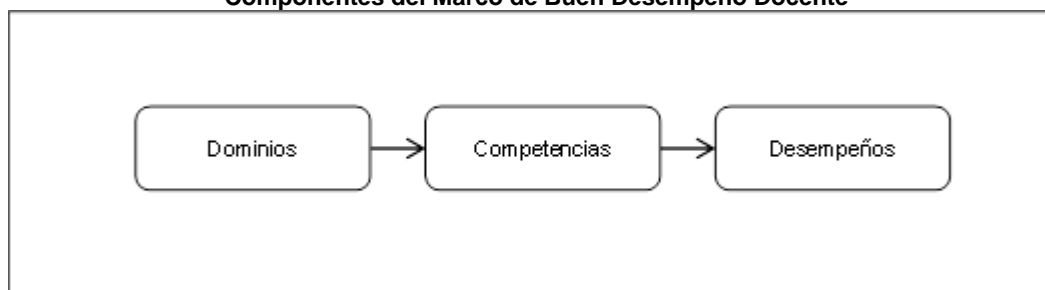 Componentes del Marco de Buen Desempeño Docente
Dominios
Competencias
Desempeños